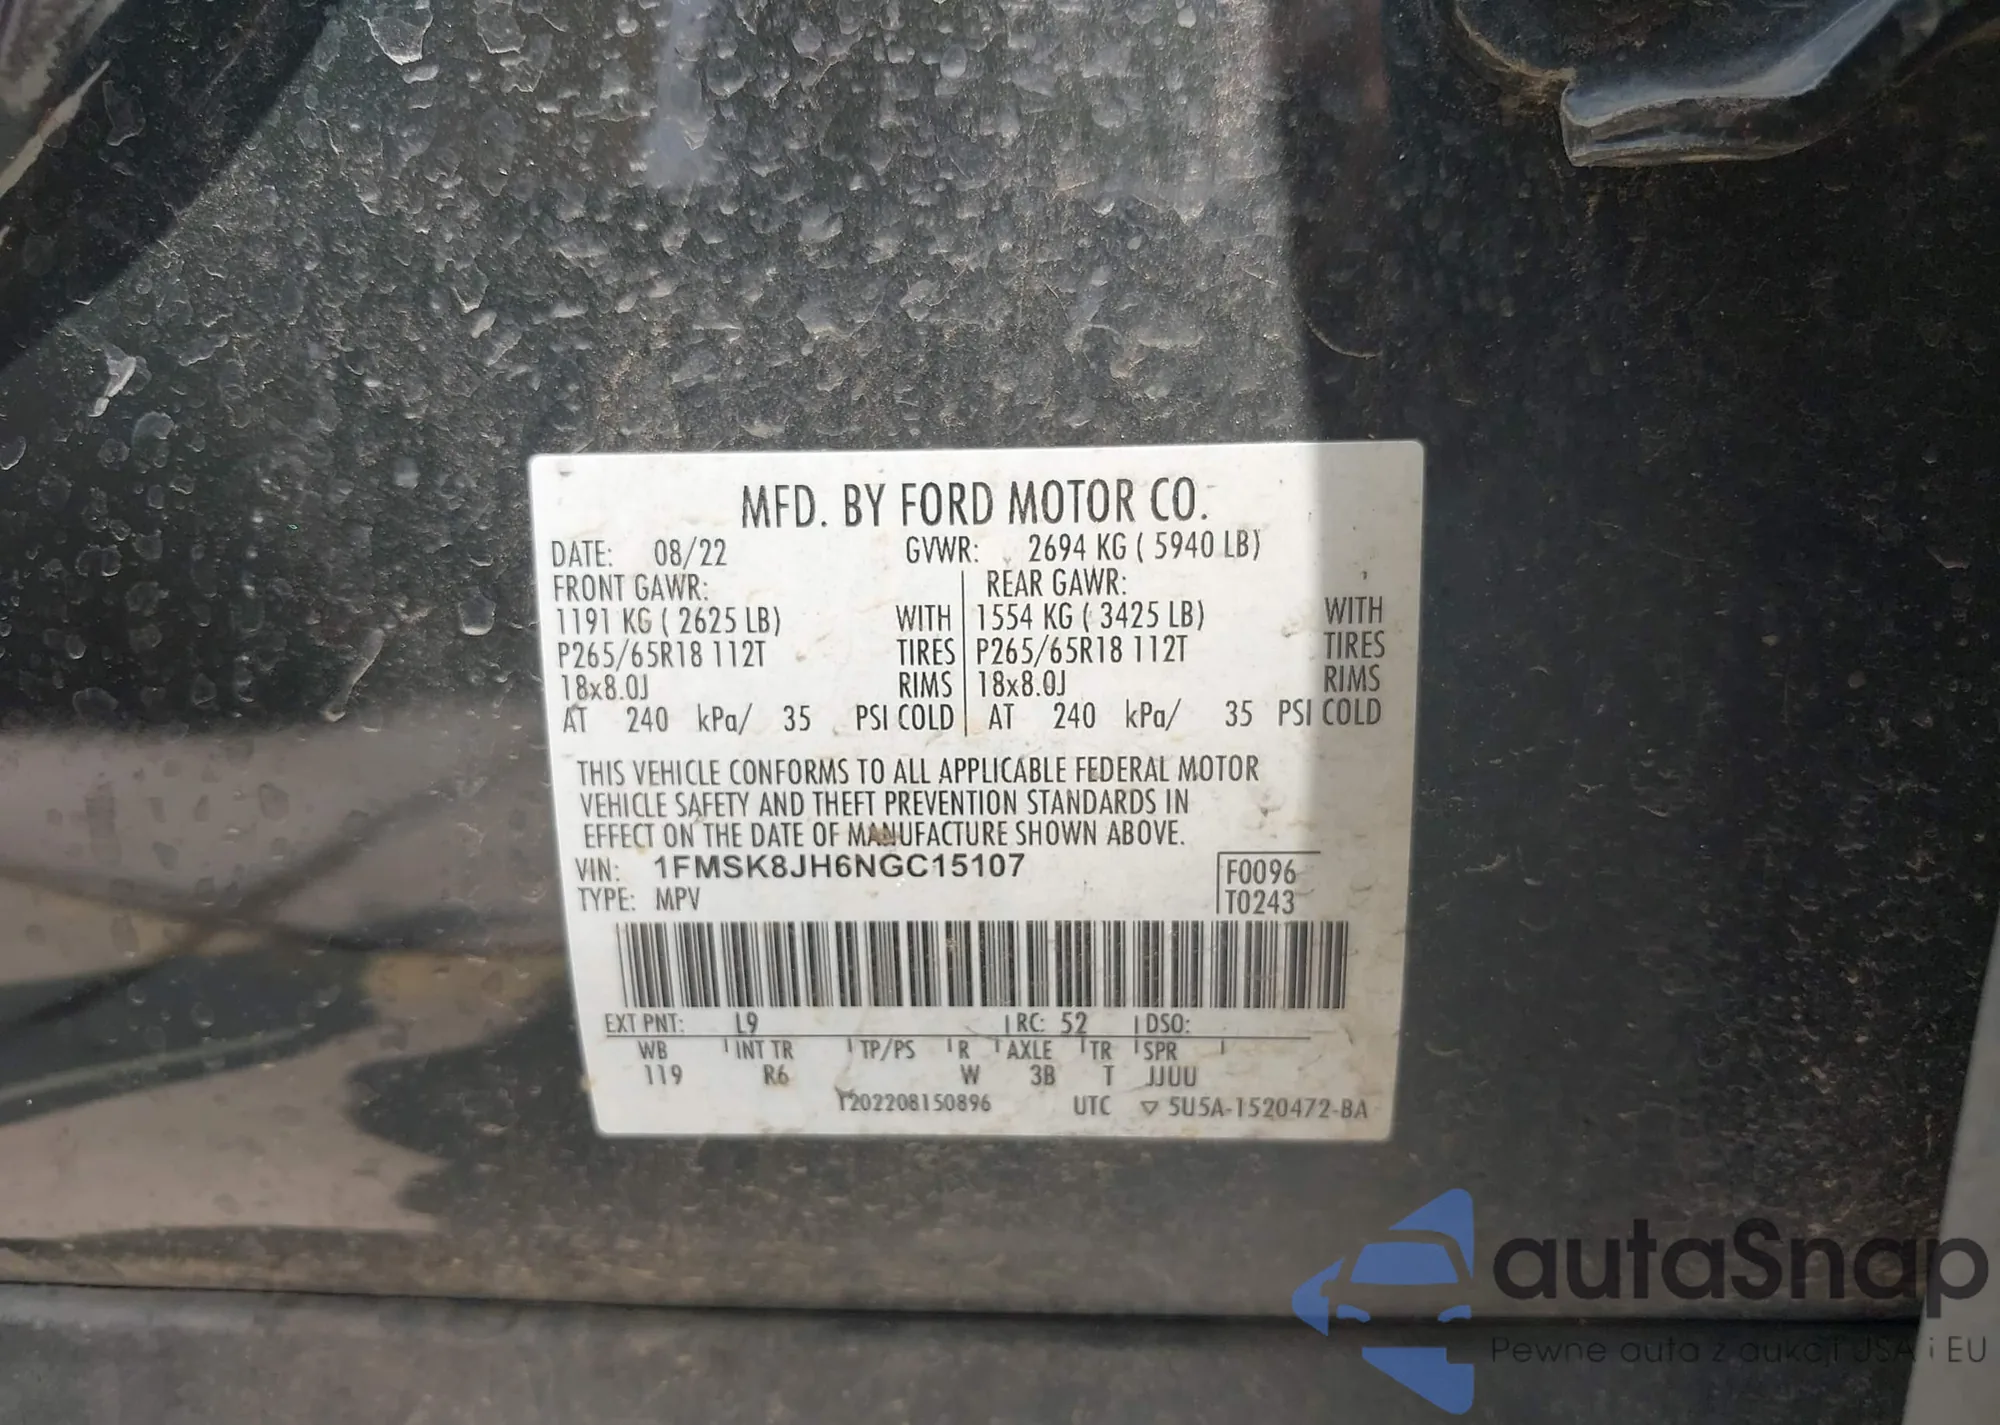 MFD. BY FORD MOTOR CO.
DATE: 08/22 GVWR: 2694 KG ( 5940 LB)
FRONT GAWR: REAR GAWR:
1191 KG ( 2625 LB) WITH 1554 KG ( 3425 LB) WITH
P265/65R18 112T TIRES P265/65R18 112T TIRES
18x8.0J RIMS 18x8.0J RIMS
AT 240 kPa/ 35 PSI COLD AT 240 kPa/ 35 PSI COLD
THIS VEHICLE CONFORMS TO ALL APPLICABLE FEDERAL MOTOR
VEHICLE SAFETY AND THEFT PREVENTION STANDARDS IN
EFFECT ON THE DATE OF MANUFACTURE SHOWN ABOVE.
VIN: 1FMSK8JH6NGC15107
F0096
TYPE: MPV
T0243
EXT PNT: L9 RC: 52 DSO:
WB INT TR TP/PS R AXLE TR SPR
119 R6 W 3B T JJUU
T202208150896 UTC ▽ 5U5A-1520472-BA
autaSnap
Pewne auta z aukcji USA i EU